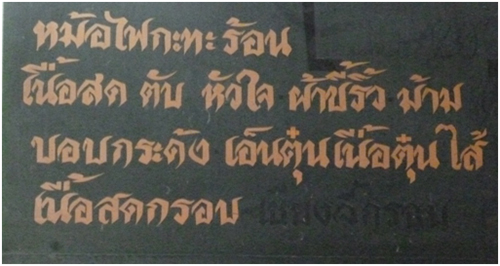 หม้อไฟกะทะร้อน
เนื้อสด ตับ หัวใจ ผ้าขี้ริ้ว ม้าม
ขอบกระด้ง เอ็นตุ๋นเนื้อตุ๋น ไส้
เนื้อสดกรอบ